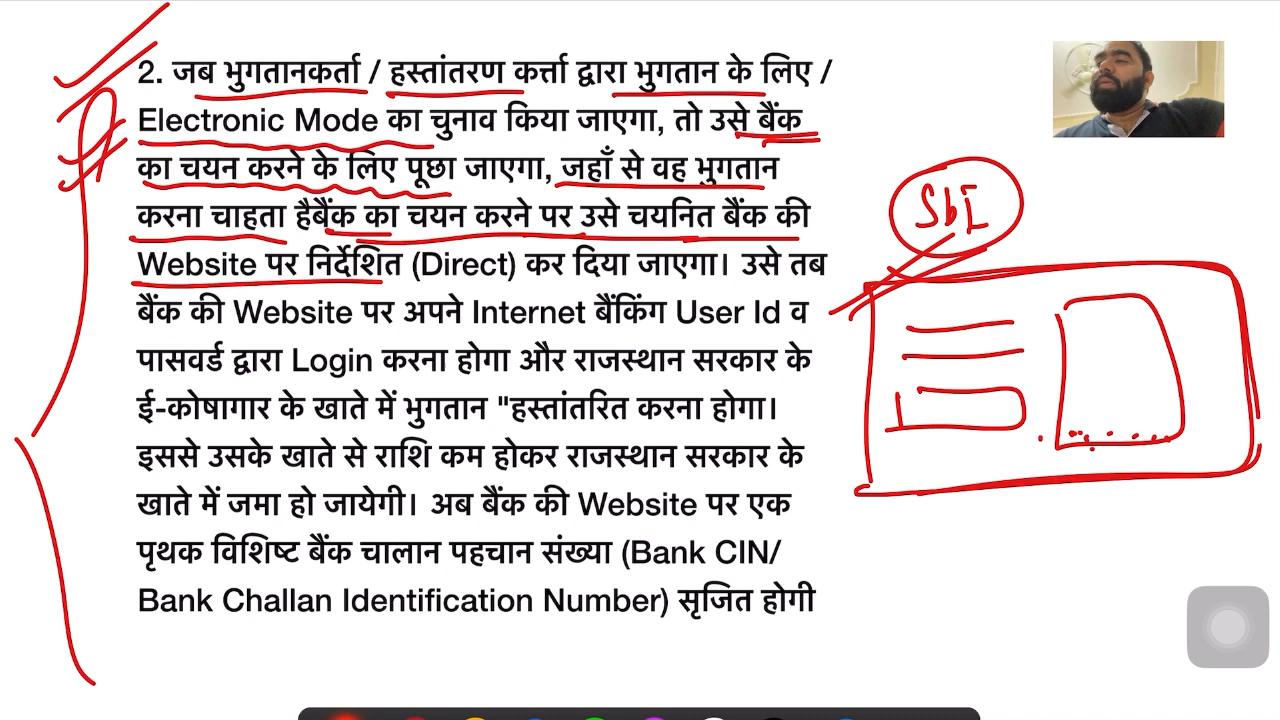 2. जब भुगतानकर्ता / हस्तांतरण कर्त्ता द्वारा भुगतान के लिए /
Electronic Mode का चुनाव किया जाएगा, तो उसे बैंक
का चयन करने के लिए पूछा जाएगा, जहाँ से वह भुगतान
करना चाहता हैबैंक का चयन करने पर उसे चयनित बैंक की
Website पर निर्देशित (Direct) कर दिया जाएगा। उसे तब
बैंक की Website पर अपने Internet बैंकिंग User Id व
पासवर्ड द्वारा Login करना होगा और राजस्थान सरकार के
ई-कोषागार के खाते में भुगतान "हस्तांतरित करना होगा।
इससे उसके खाते से राशि कम होकर राजस्थान सरकार के
खाते में जमा हो जायेगी। अब बैंक की Website पर एक
पृथक विशिष्ट बैंक चालान पहचान संख्या (Bank CIN/
Bank Challan Identification Number) सृजित होगी
SbI